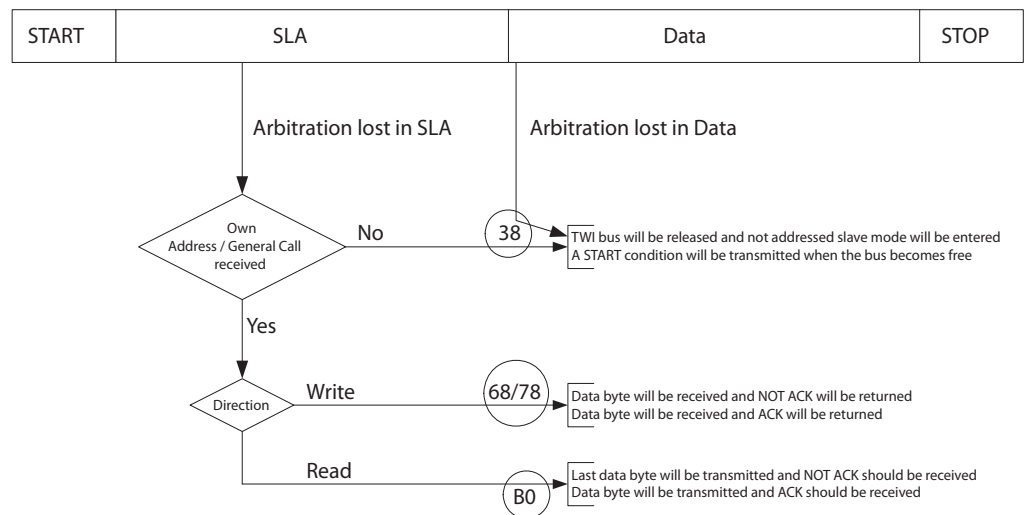 START SLA Data STOP
Arbitration lost in SLA Arbitration lost in Data
Own
Address / General Call
received
No
38
TWI bus will be released and not addressed slave mode will be entered
A START condition will be transmitted when the bus becomes free
Yes
Direction
Write
68/78
Data byte will be received and NOT ACK will be returned
Data byte will be received and ACK will be returned
Read
B0
Last data byte will be transmitted and NOT ACK should be received
Data byte will be transmitted and ACK should be received